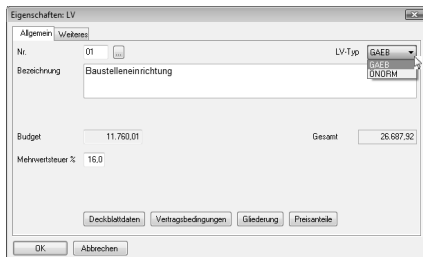 Eigenschaften: LV
Allgemein Weiteres
Nr. 01 ... LV-Typ GAEB
GAEB
ÖNORM
Bezeichnung Baustelleneinrichtung
Budget 11.760,01 Gesamt 26.687,92
Mehrwertsteuer % 16,0
Deckblattdaten Vertragsbedingungen Gliederung Preisanteile
OK Abbrechen